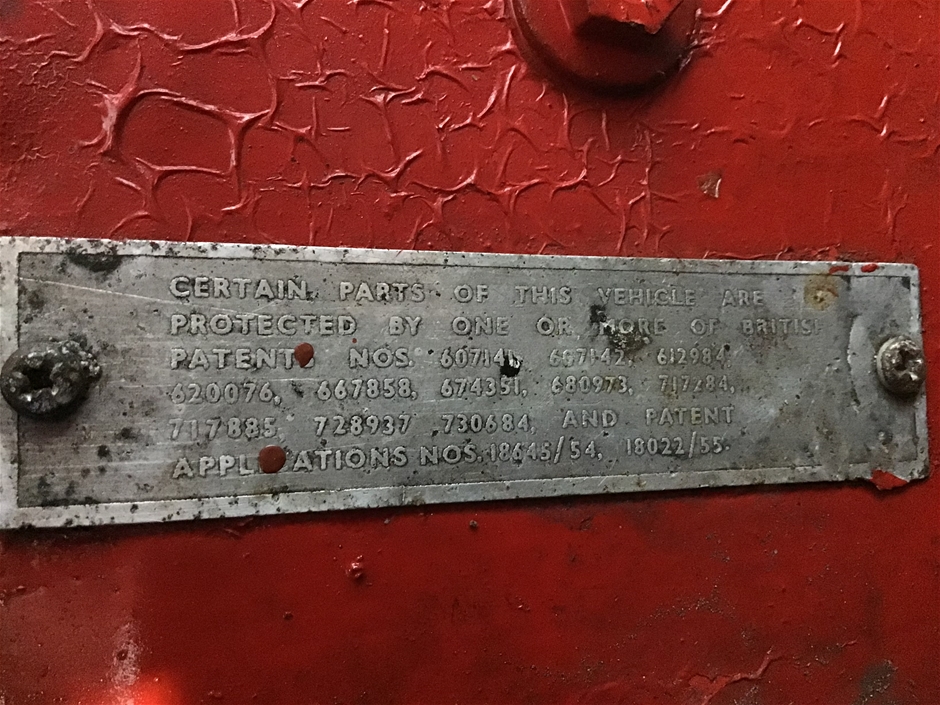 CERTAIN PARTS OF THIS VEHICLE ARE
PROTECTED BY ONE OR MORE OF BRITISH
PATENTS NOS. 607141, 607142, 612984,
620076, 667858, 674351, 680973, 717284,
717885, 728937 730684, AND PATENT
APPLICATIONS NOS. 18645/54, 18022/55.